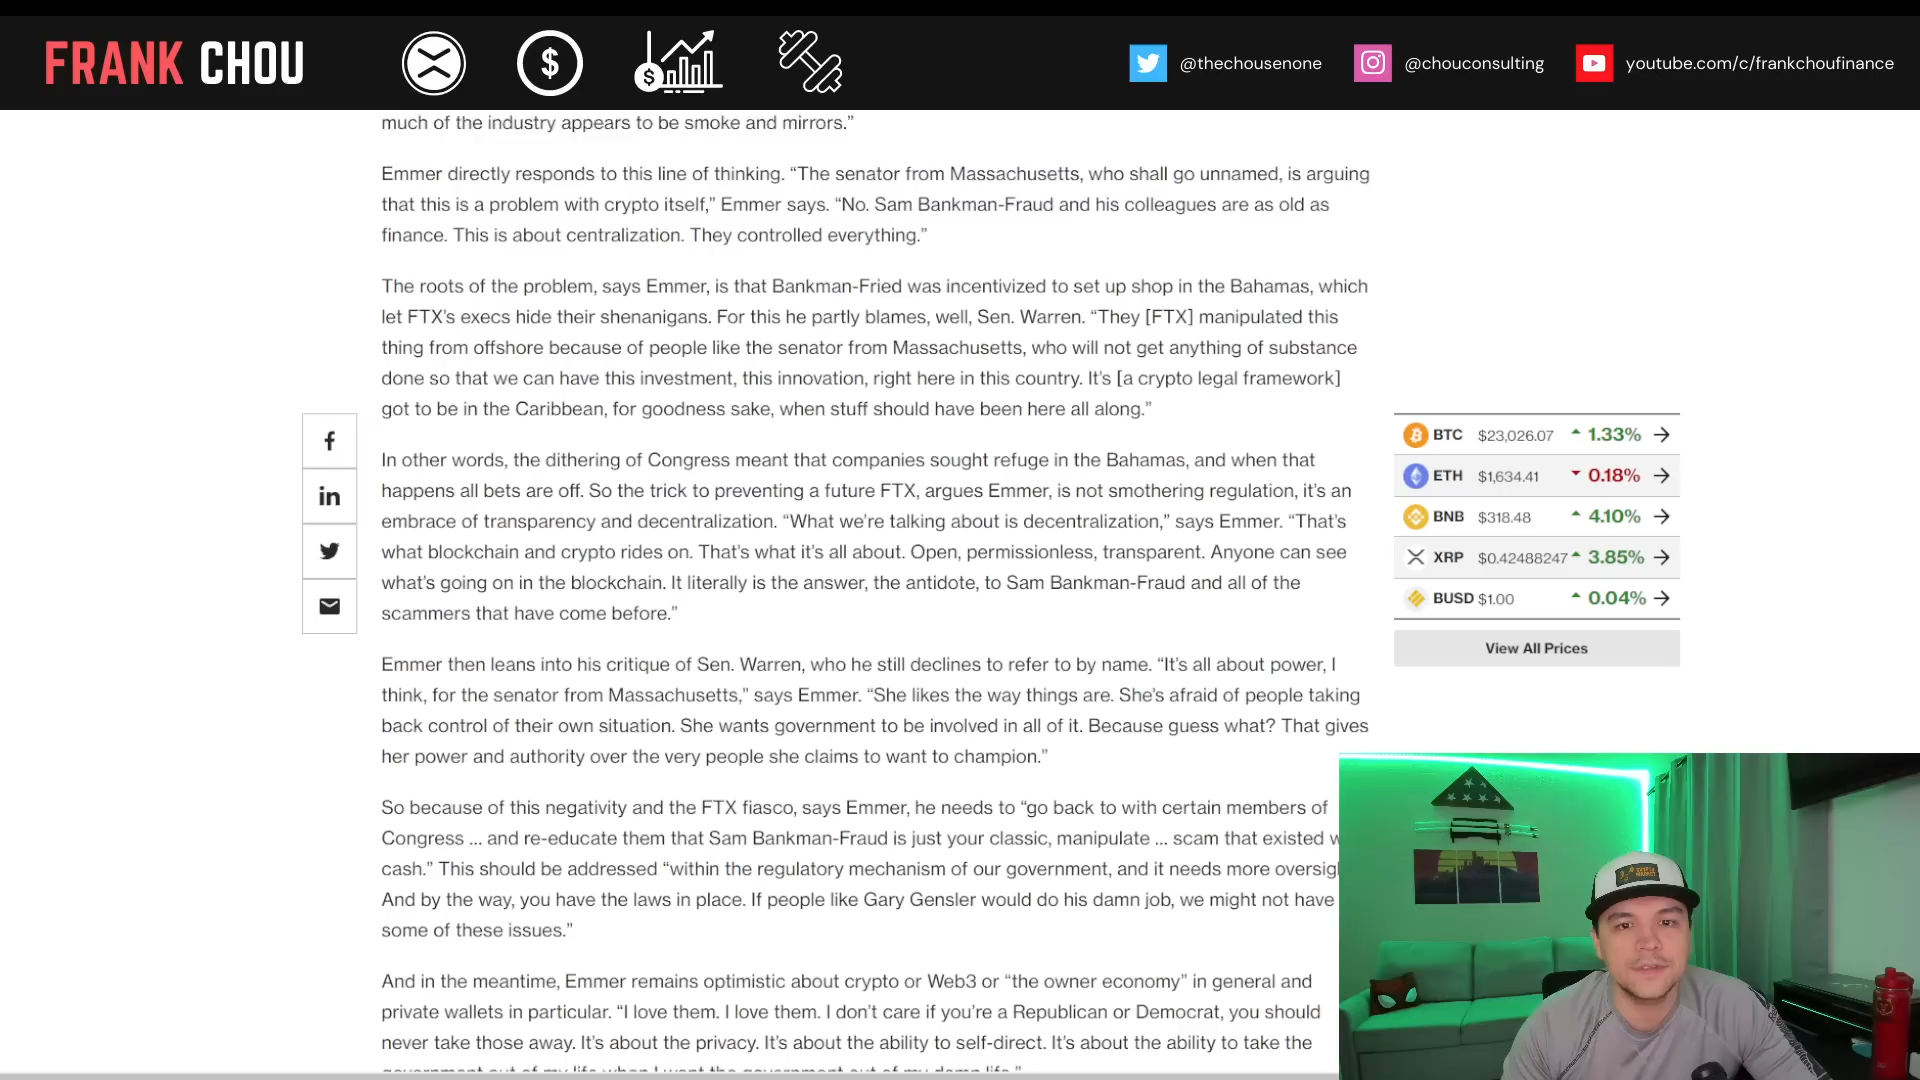 FRANK CHOU
@thechousenone
@chouconsulting
youtube.com/c/frankchoufinance
much of the industry appears to be smoke and mirrors.”
Emmer directly responds to this line of thinking. “The senator from Massachusetts, who shall go unnamed, is arguing
that this is a problem with crypto itself,” Emmer says. “No. Sam Bankman-Fraud and his colleagues are as old as
finance. This is about centralization. They controlled everything.”
The roots of the problem, says Emmer, is that Bankman-Fried was incentivized to set up shop in the Bahamas, which
let FTX’s execs hide their shenanigans. For this he partly blames, well, Sen. Warren. “They [FTX] manipulated this
thing from offshore because of people like the senator from Massachusetts, who will not get anything of substance
done so that we can have this investment, this innovation, right here in this country. It’s [a crypto legal framework]
got to be in the Caribbean, for goodness sake, when stuff should have been here all along.”
In other words, the dithering of Congress meant that companies sought refuge in the Bahamas, and when that
happens all bets are off. So the trick to preventing a future FTX, argues Emmer, is not smothering regulation, it’s an
embrace of transparency and decentralization. “What we’re talking about is decentralization,” says Emmer. “That’s
what blockchain and crypto rides on. That’s what it’s all about. Open, permissionless, transparent. Anyone can see
what’s going on in the blockchain. It literally is the answer, the antidote, to Sam Bankman-Fraud and all of the
scammers that have come before.”
Emmer then leans into his critique of Sen. Warren, who he still declines to refer to by name. “It’s all about power, I
think, for the senator from Massachusetts,” says Emmer. “She likes the way things are. She’s afraid of people taking
back control of their own situation. She wants government to be involved in all of it. Because guess what? That gives
her power and authority over the very people she claims to want to champion.”
So because of this negativity and the FTX fiasco, says Emmer, he needs to “go back to with certain members of
Congress ... and re-educate them that Sam Bankman-Fraud is just your classic, manipulate ... scam that existed w
cash.” This should be addressed “within the regulatory mechanism of our government, and it needs more oversig
And by the way, you have the laws in place. If people like Gary Gensler would do his damn job, we might not have
some of these issues.”
And in the meantime, Emmer remains optimistic about crypto or Web3 or “the owner economy” in general and
private wallets in particular. “I love them. I love them. I don’t care if you’re a Republican or Democrat, you should
never take those away. It’s about the privacy. It’s about the ability to self-direct. It’s about the ability to take the
government out of my life when I want the government out of my damn life.”
BTC $23,026.07 1.33%
ETH $1,634.41 0.18%
BNB $318.48 4.10%
XRP $0.42488247 3.85%
BUSD $1.00 0.04%
View All Prices